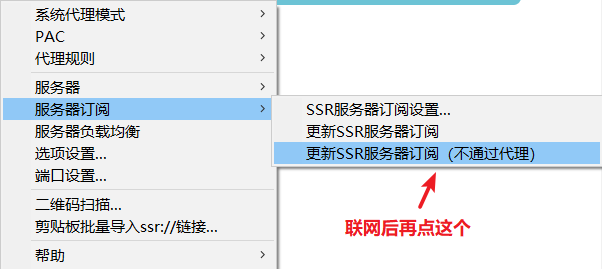 系统代理模式
PAC
代理规则
服务器
服务器订阅
服务器负载均衡
选项设置...
端口设置...
二维码扫描...
剪贴板批量导入ssr://链接...
帮助
SSR服务器订阅设置...
更新SSR服务器订阅
更新SSR服务器订阅（不通过代理）
联网后再点这个